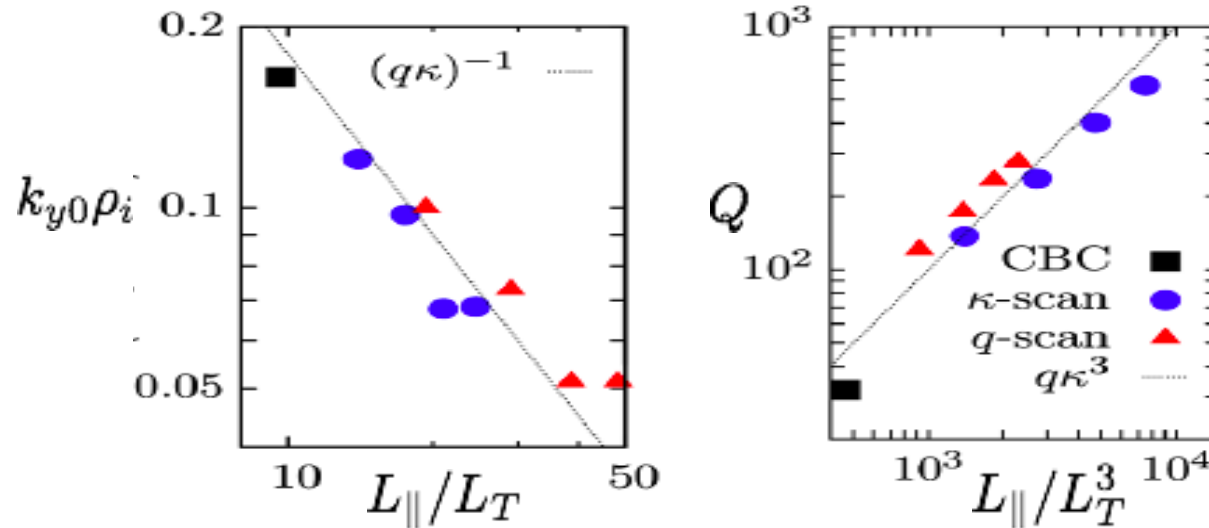 0.2
0.1
0.05
k_{y0}ρ_i
(qκ)^{-1}
10
50
L_∥/L_T
10^3
10^2
Q
CBC
κ-scan
q-scan
qκ^3
10^3
10^4
L_∥/L_T^3